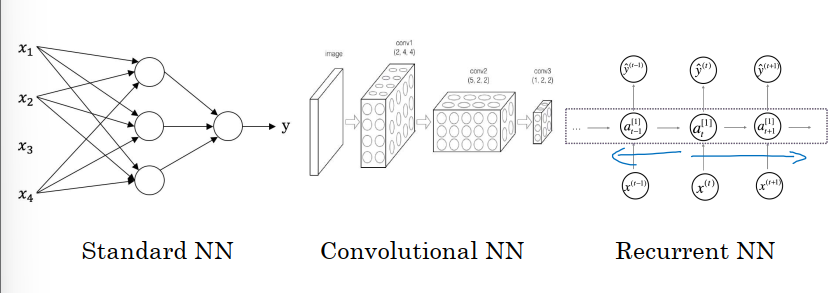 x₁
x₂
x₃
x₄
y
Standard NN
image
conv1
(2, 4, 4)
conv2
(5, 2, 2)
conv3
(1, 2, 2)
Convolutional NN
ŷ⁽ᵗ⁻¹⁾ ŷ⁽ᵗ⁾ ŷ⁽ᵗ⁺¹⁾
... a[1]t−1 a[1]t a[1]t+1
x⁽ᵗ⁻¹⁾ x⁽ᵗ⁾ x⁽ᵗ⁺¹⁾
Recurrent NN